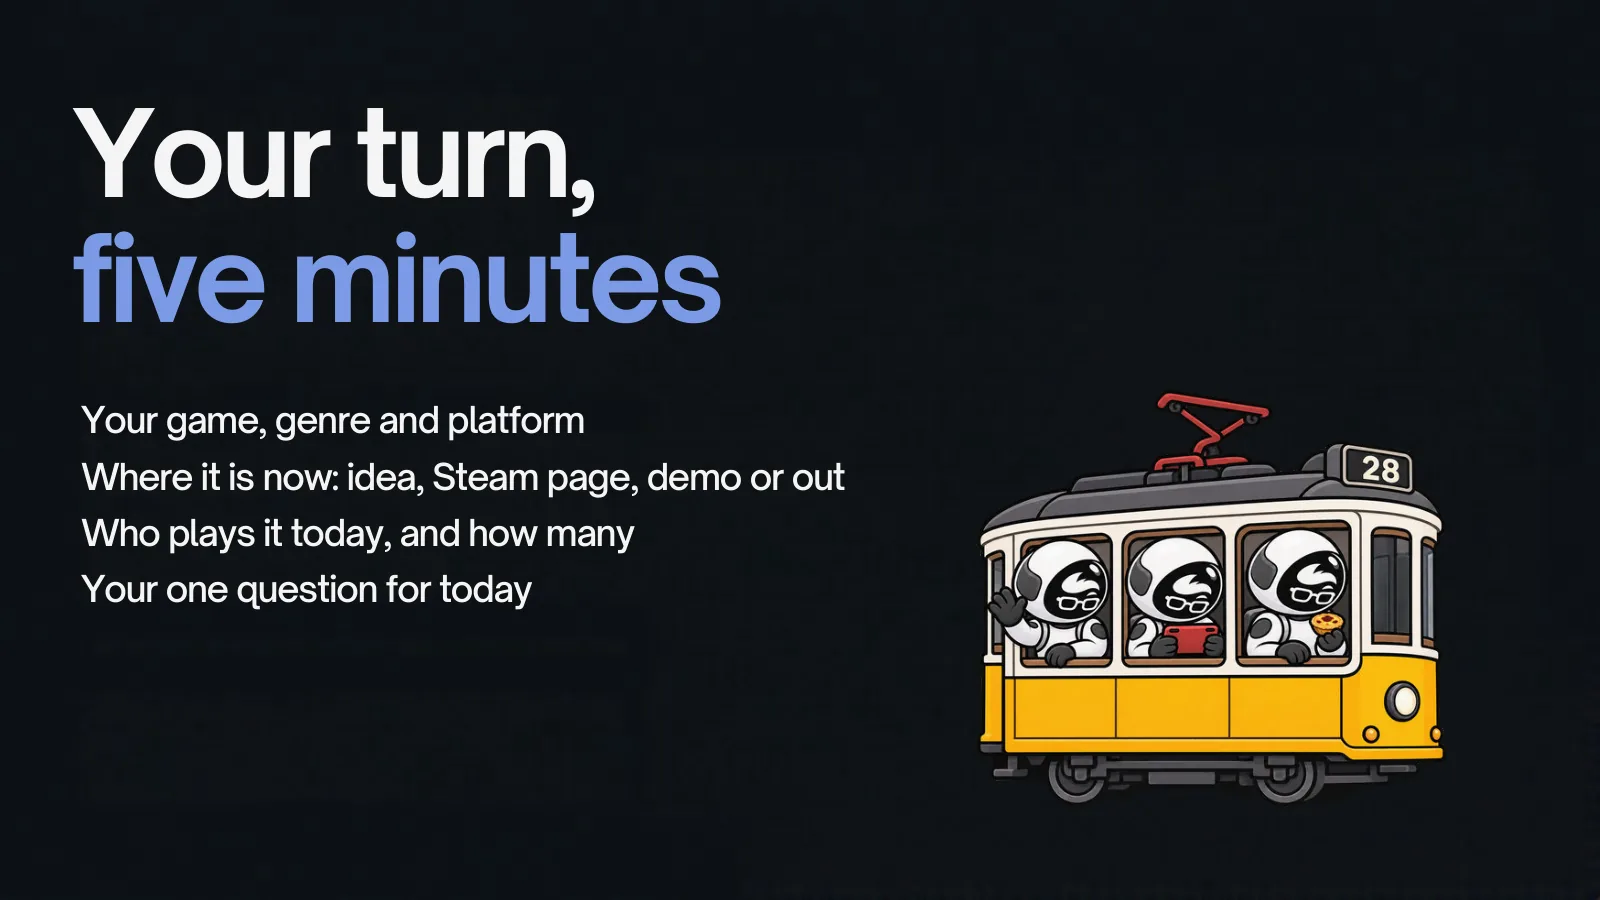 Your turn,
five minutes
Your game, genre and platform
Where it is now: idea, Steam page, demo or out
Who plays it today, and how many
Your one question for today
28